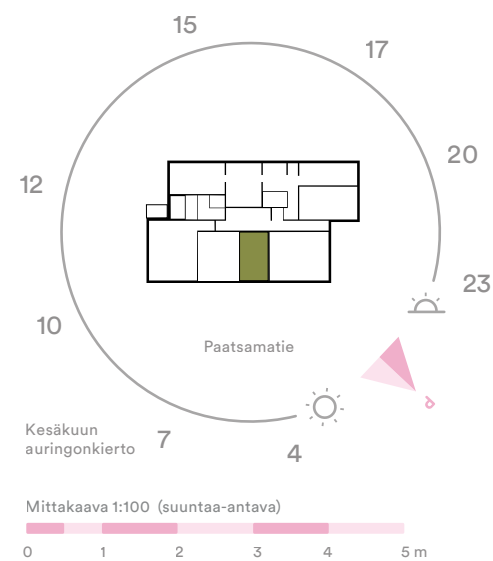 15
17
20
12
23
10
Paatsamatie
Kesäkuun
auringonkierto
7
4
P
Mittakaava 1:100 (suuntaa-antava)
0 1 2 3 4 5 m